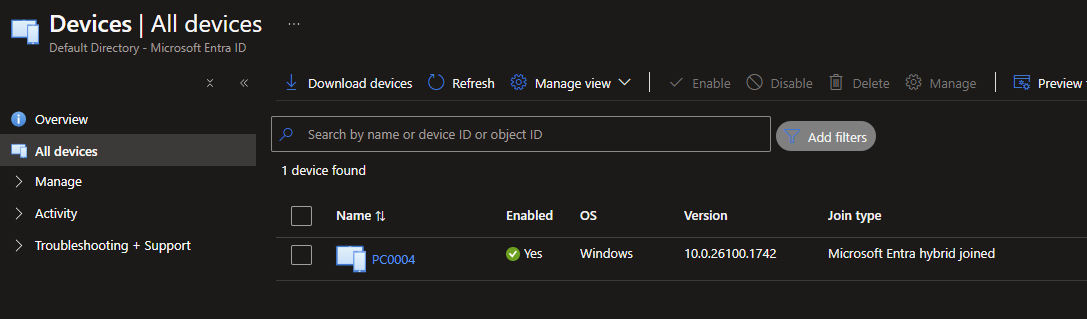 Devices | All devices ...
Default Directory - Microsoft Entra ID
Download devices Refresh Manage view Enable Disable Delete Manage Preview
Overview
All devices
Manage
Activity
Troubleshooting + Support
Search by name or device ID or object ID Add filters
1 device found
Name Enabled OS Version Join type
PC0004 Yes Windows 10.0.26100.1742 Microsoft Entra hybrid joined